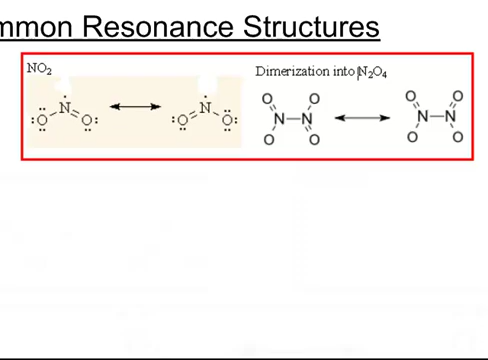 mmon Resonance Structures
NO₂
Dimerization into N₂O₄
:O N O:
:O N O:
O O
N N
O O
O O
N N
O O